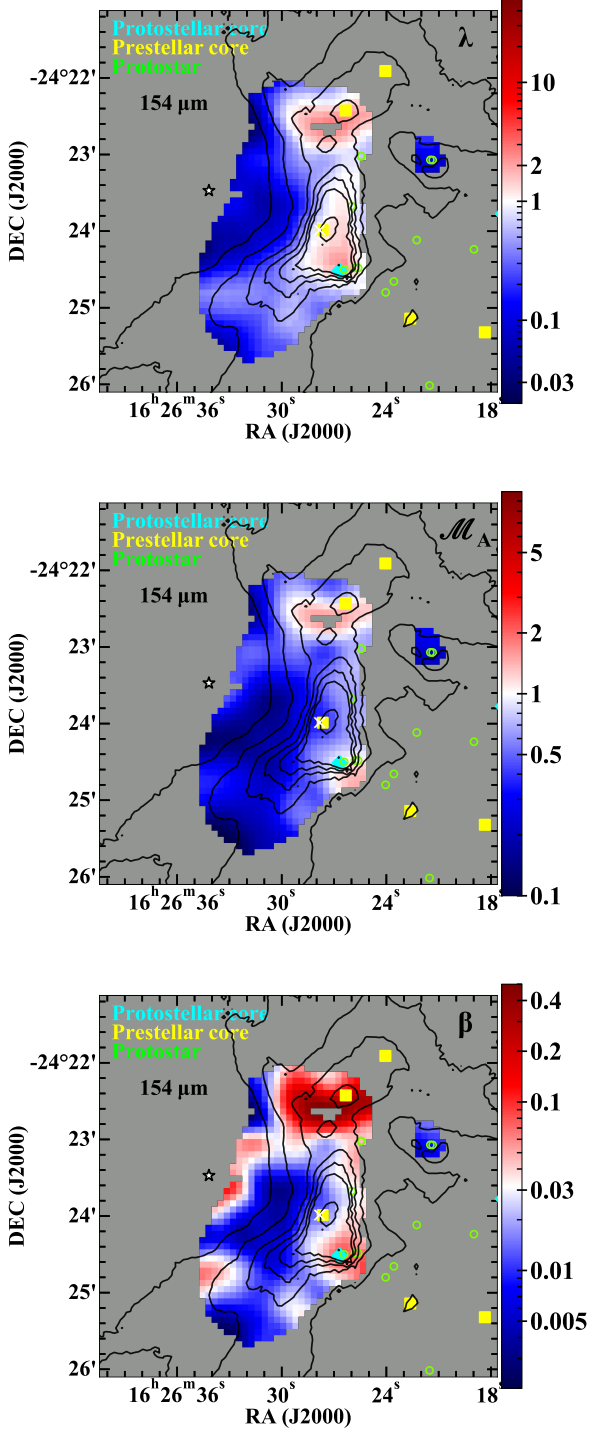 Protostellar core
Prestellar core
Protostar
λ
154 μm
-24°22'
23'
24'
25'
26'
DEC (J2000)
16ʰ26ᵐ36ˢ
30ˢ
24ˢ
18ˢ
RA (J2000)
10
2
1
0.1
0.03
Protostellar core
Prestellar core
Protostar
ℳ_A
154 μm
-24°22'
23'
24'
25'
26'
DEC (J2000)
16ʰ26ᵐ36ˢ
30ˢ
24ˢ
18ˢ
RA (J2000)
5
2
1
0.5
0.1
Protostellar core
Prestellar core
Protostar
β
154 μm
-24°22'
23'
24'
25'
26'
DEC (J2000)
16ʰ26ᵐ36ˢ
30ˢ
24ˢ
18ˢ
RA (J2000)
0.4
0.2
0.1
0.03
0.01
0.005